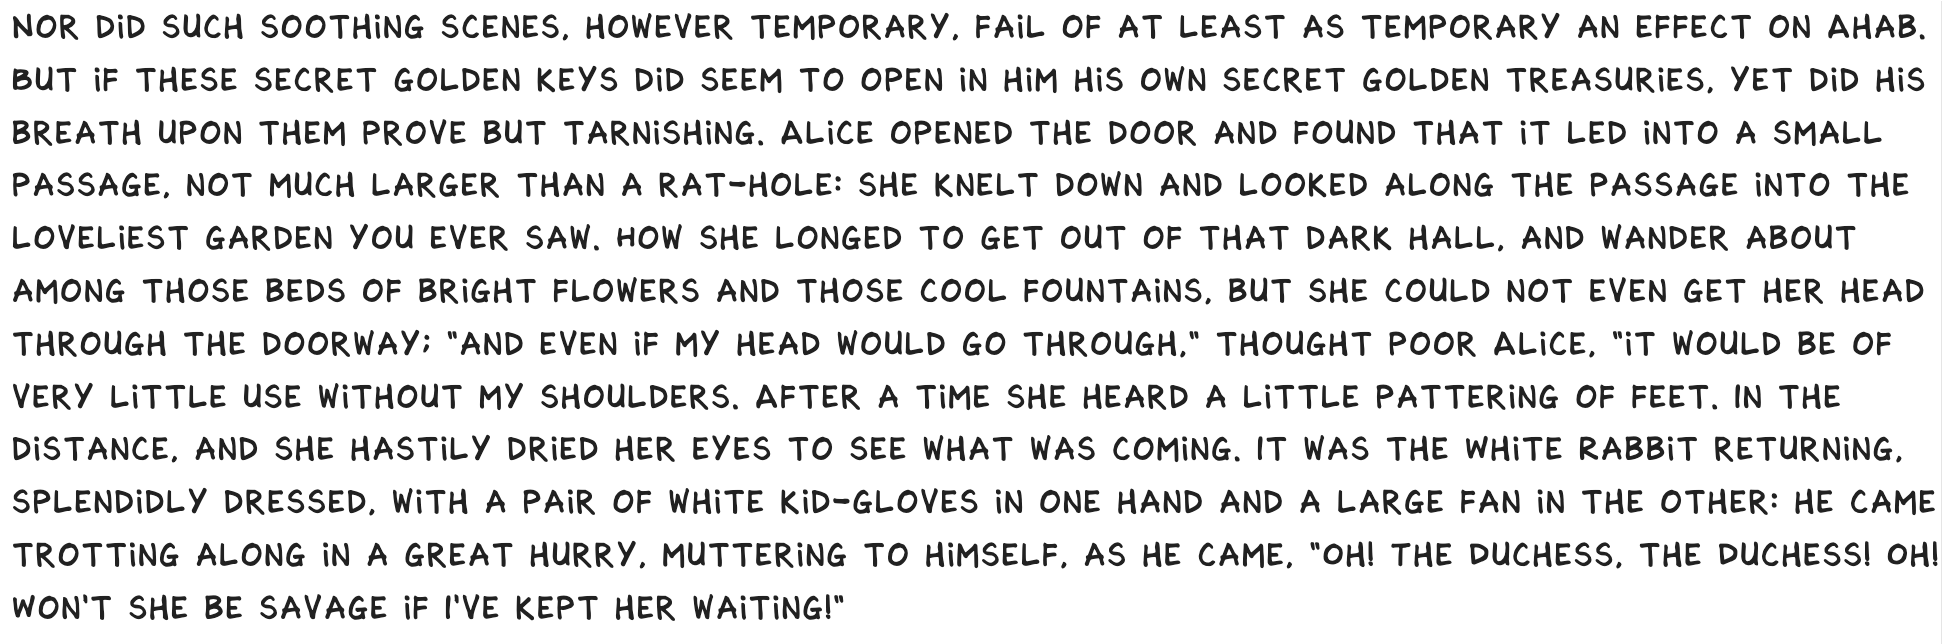 NOR DiD SUCH SOOTHiNG SCENES, HOWEVER TEMPORARY, FAiL OF AT LEAST AS TEMPORARY AN EFFECT ON AHAB.
BUT iF THESE SECRET GOLDEN KEYS DiD SEEM TO OPEN iN HiM HiS OWN SECRET GOLDEN TREASURiES, YET DiD HiS
BREATH UPON THEM PROVE BUT TARNiSHiNG. ALiCE OPENED THE DOOR AND FOUND THAT iT LED iNTO A SMALL
PASSAGE, NOT MUCH LARGER THAN A RAT-HOLE: SHE KNELT DOWN AND LOOKED ALONG THE PASSAGE iNTO THE
LOVELiEST GARDEN YOU EVER SAW. HOW SHE LONGED TO GET OUT OF THAT DARK HALL, AND WANDER ABOUT
AMONG THOSE BEDS OF BRiGHT FLOWERS AND THOSE COOL FOUNTAiNS, BUT SHE COULD NOT EVEN GET HER HEAD
THROUGH THE DOORWAY; "AND EVEN iF MY HEAD WOULD GO THROUGH," THOUGHT POOR ALiCE, "iT WOULD BE OF
VERY LiTTLE USE WiTHOUT MY SHOULDERS. AFTER A TiME SHE HEARD A LiTTLE PATTERiNG OF FEET. IN THE
DiSTANCE, AND SHE HASTiLY DRiED HER EYES TO SEE WHAT WAS COMiNG. IT WAS THE WHiTE RABBiT RETURNiNG,
SPLENDiDLY DRESSED, WiTH A PAiR OF WHiTE KiD-GLOVES iN ONE HAND AND A LARGE FAN iN THE OTHER: HE CAME
TROTTiNG ALONG iN A GREAT HURRY, MUTTERiNG TO HiMSELF, AS HE CAME, "OH! THE DUCHESS, THE DUCHESS! OH!
WON'T SHE BE SAVAGE iF I'VE KEPT HER WAiTiNG!"